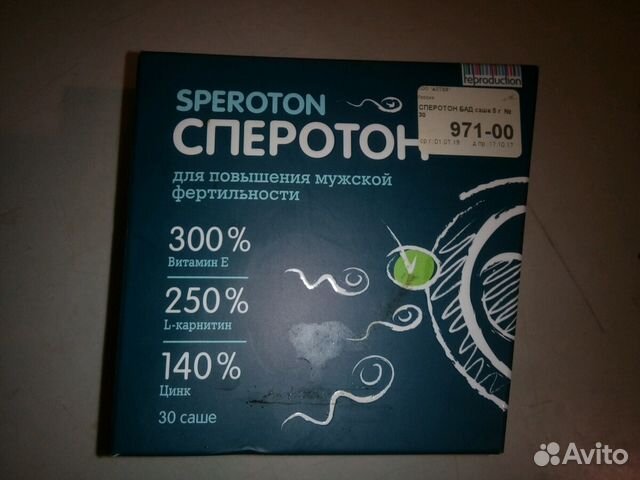 reproduction
SPEROTON
СПЕРОТОН
для повышения мужской
фертильности
300%
Витамин Е
250%
L-карнитин
140%
Цинк
30 саше
СПЕРОТОН БАД саше 5 г №
30
971-00
Avito